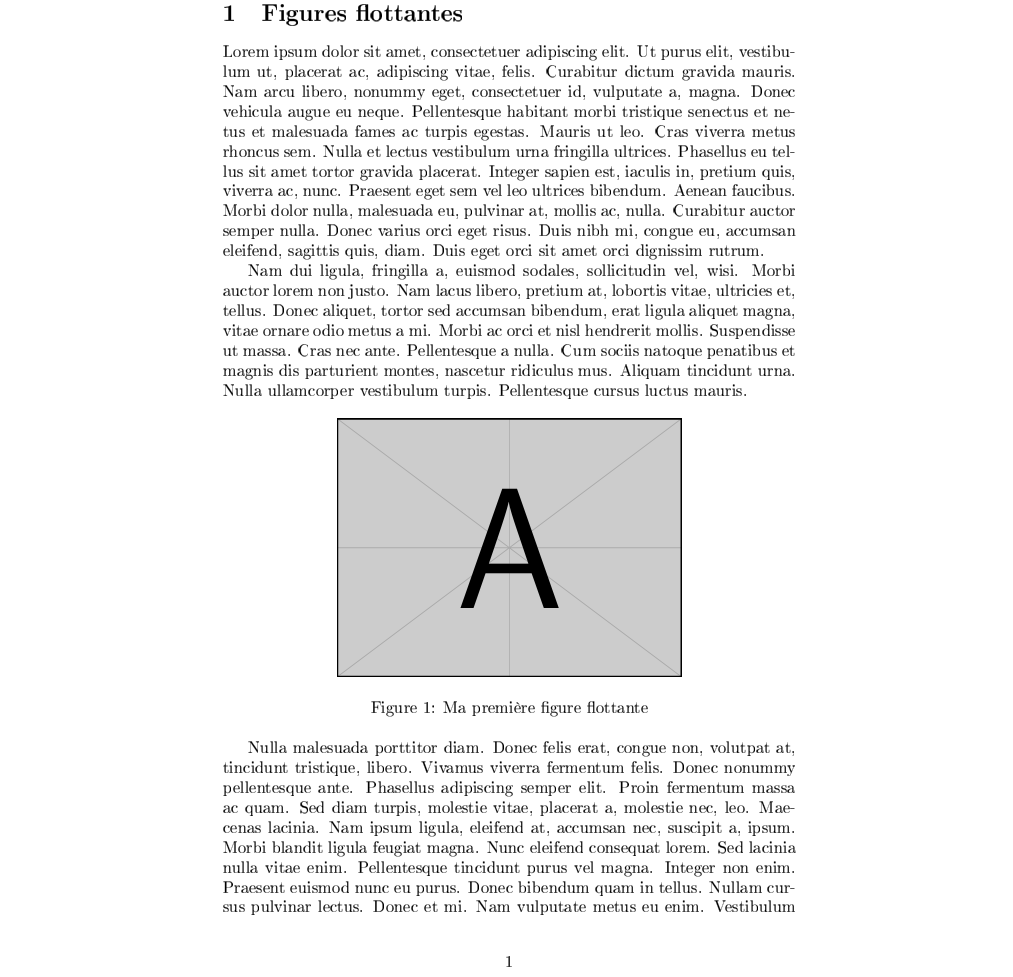 1 Figures flottantes
Lorem ipsum dolor sit amet, consectetuer adipiscing elit. Ut purus elit, vestibu-
lum ut, placerat ac, adipiscing vitae, felis. Curabitur dictum gravida mauris.
Nam arcu libero, nonummy eget, consectetuer id, vulputate a, magna. Donec
vehicula augue eu neque. Pellentesque habitant morbi tristique senectus et ne-
tus et malesuada fames ac turpis egestas. Mauris ut leo. Cras viverra metus
rhoncus sem. Nulla et lectus vestibulum urna fringilla ultrices. Phasellus eu tel-
lus sit amet tortor gravida placerat. Integer sapien est, iaculis in, pretium quis,
viverra ac, nunc. Praesent eget sem vel leo ultrices bibendum. Aenean faucibus.
Morbi dolor nulla, malesuada eu, pulvinar at, mollis ac, nulla. Curabitur auctor
semper nulla. Donec varius orci eget risus. Duis nibh mi, congue eu, accumsan
eleifend, sagittis quis, diam. Duis eget orci sit amet orci dignissim rutrum.
Nam dui ligula, fringilla a, euismod sodales, sollicitudin vel, wisi. Morbi
auctor lorem non justo. Nam lacus libero, pretium at, lobortis vitae, ultricies et,
tellus. Donec aliquet, tortor sed accumsan bibendum, erat ligula aliquet magna,
vitae ornare odio metus a mi. Morbi ac orci et nisl hendrerit mollis. Suspendisse
ut massa. Cras nec ante. Pellentesque a nulla. Cum sociis natoque penatibus et
magnis dis parturient montes, nascetur ridiculus mus. Aliquam tincidunt urna.
Nulla ullamcorper vestibulum turpis. Pellentesque cursus luctus mauris.
A
Figure 1: Ma première figure flottante
Nulla malesuada porttitor diam. Donec felis erat, congue non, volutpat at,
tincidunt tristique, libero. Vivamus viverra fermentum felis. Donec nonummy
pellentesque ante. Phasellus adipiscing semper elit. Proin fermentum massa
ac quam. Sed diam turpis, molestie vitae, placerat a, molestie nec, leo. Mae-
cenas lacinia. Nam ipsum ligula, eleifend at, accumsan nec, suscipit a, ipsum.
Morbi blandit ligula feugiat magna. Nunc eleifend consequat lorem. Sed lacinia
nulla vitae enim. Pellentesque tincidunt purus vel magna. Integer non enim.
Praesent euismod nunc eu purus. Donec bibendum quam in tellus. Nullam cur-
sus pulvinar lectus. Donec et mi. Nam vulputate metus eu enim. Vestibulum
1